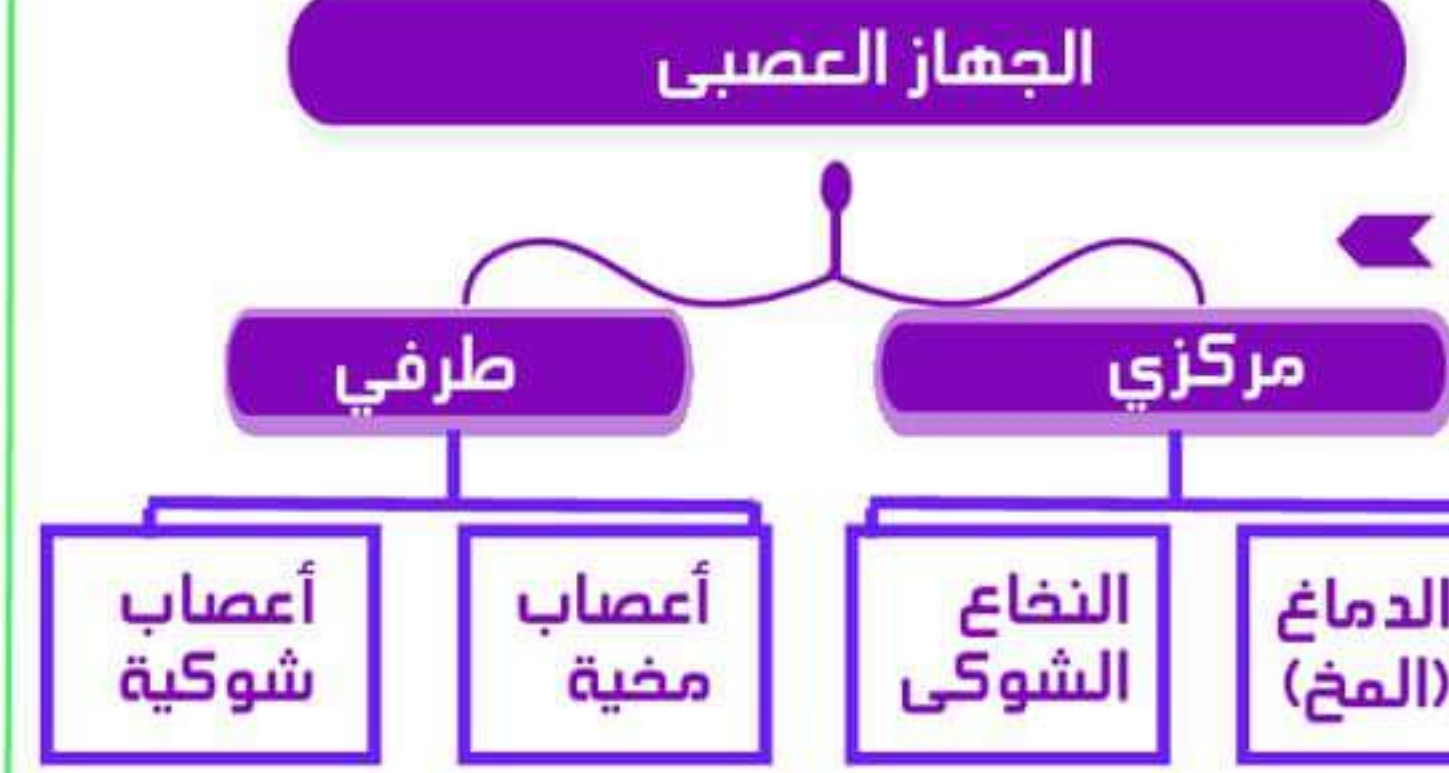 الجهاز العصبى
مركزي
طرفي
الدماغ
(المخ)
النخاع
الشوكى
أعصاب
مخية
أعصاب
شوكية